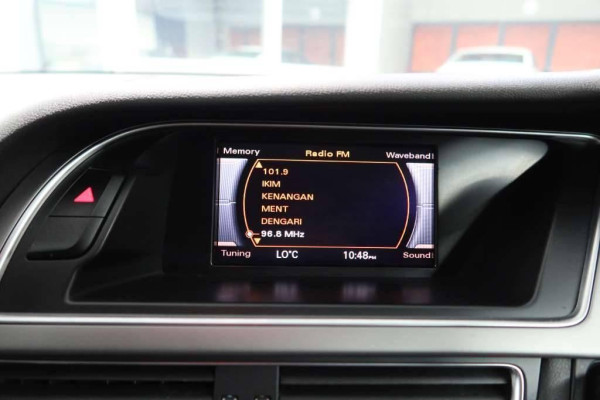 Memory Radio FM Waveband
101.9
IKIM
KENANGAN
MENT
DENGARI
96.8 MHz
Tuning LO°C 10:48PM Sound